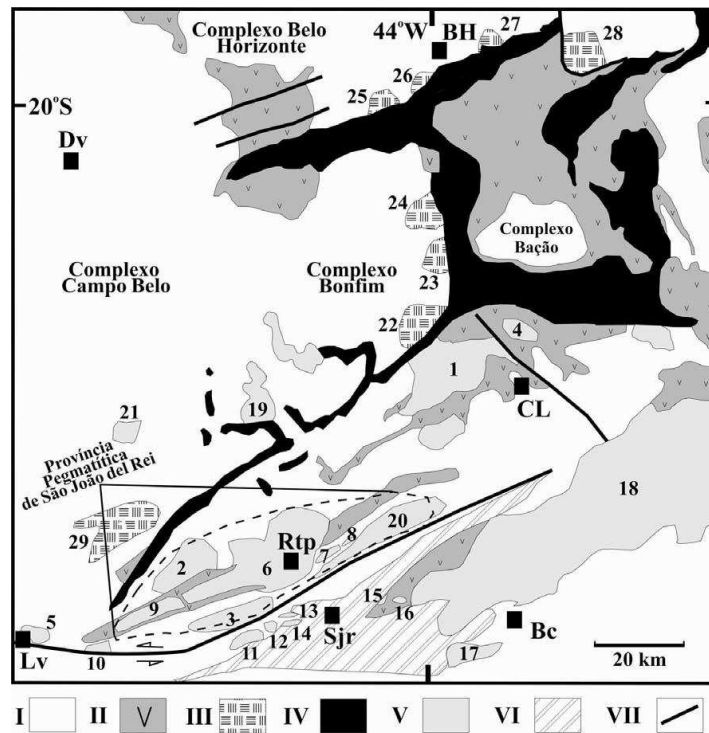 Complexo Belo
Horizonte
44°W
BH
27
28
26
25
20°S
Dv
24
Complexo
Bação
Complexo
Campo Belo
Complexo
Bonfim
23
22
4
1
CL
19
21
Província
Pegmatítica
de São João del Rei
18
29
20
Rtp
8
2
6
7
9
15
16
3
13
5
Sjr
Bc
12
14
Lv
10
11
17
20 km
I
II
V
III
IV
V
VI
VII